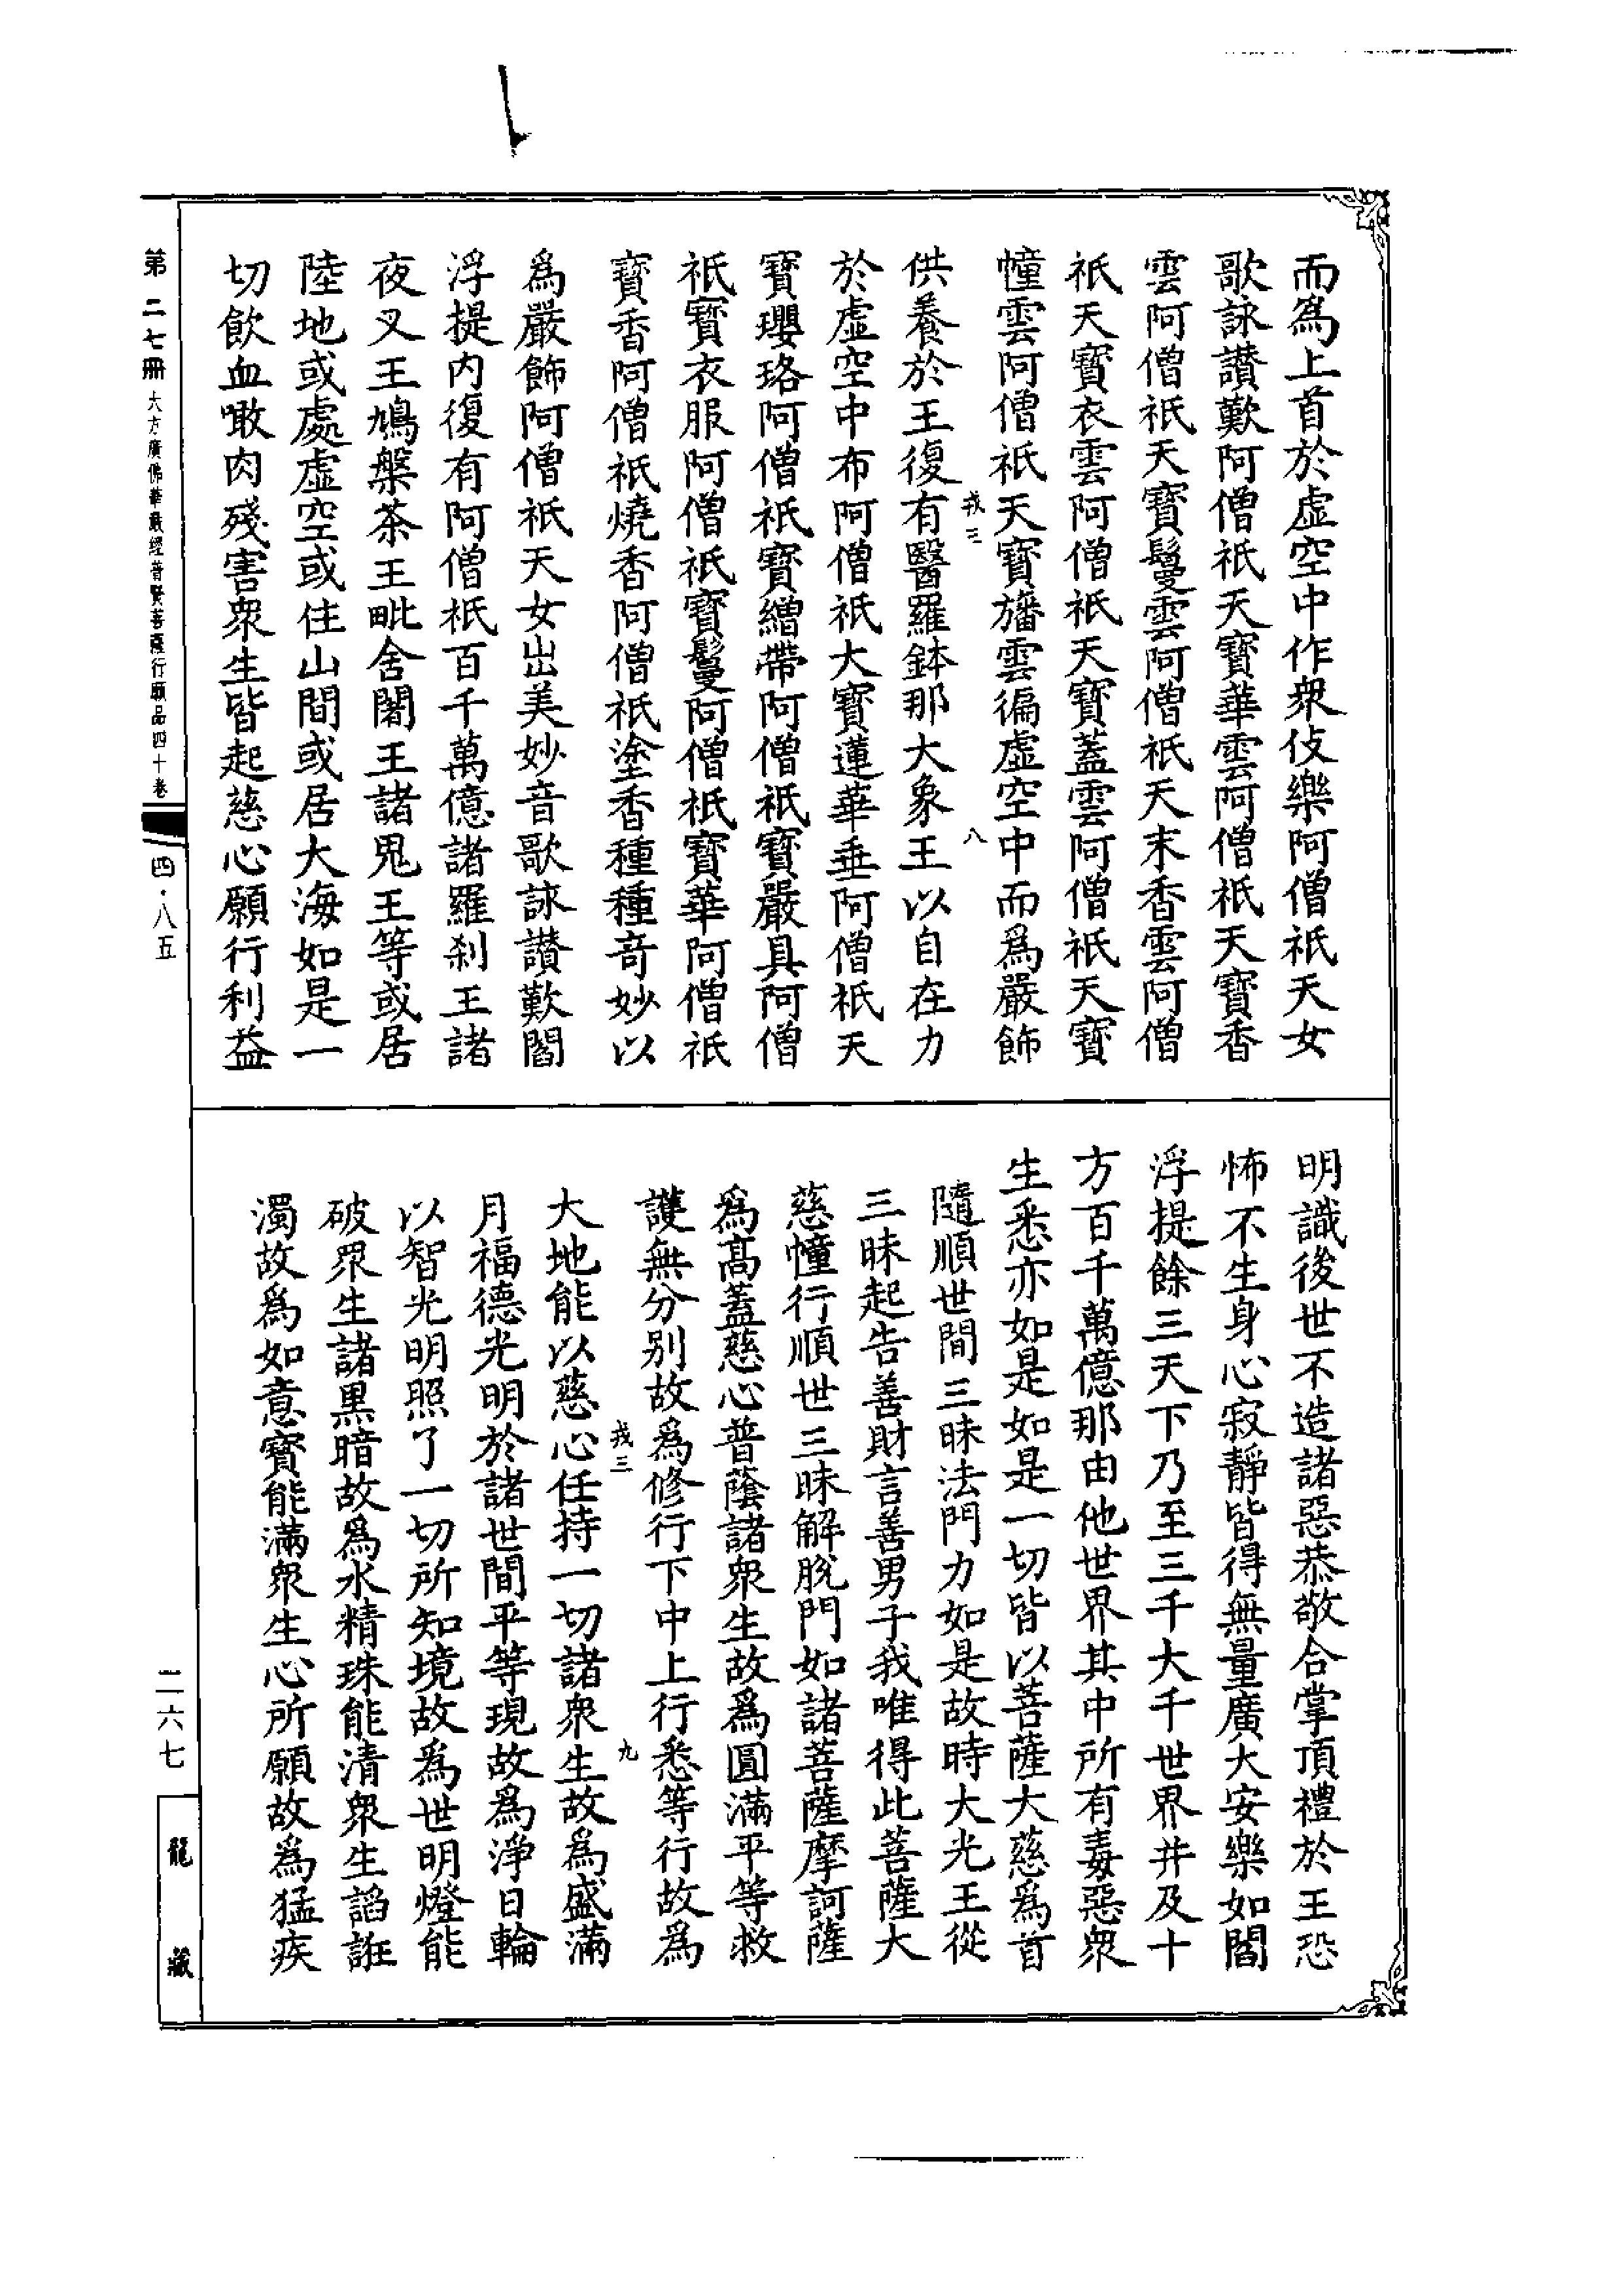 而為上首於虛空中作衆伎樂阿僧祇天女
歌詠讚歎阿僧祇天寶華雲阿僧祇天寶香
雲阿僧祇天寶鬘雲阿僧祇天末香雲阿僧
祇天寶衣雲阿僧祇天寶蓋雲阿僧祇天寶
幢雲阿僧祇天寶旛雲徧虛空中而爲嚴飾
戎三
八
供養於王復有醫羅鉢那大象王以自在力
於虛空中布阿僧祇大寶蓮華垂阿僧祇天
寶瓔珞阿僧祇寶繒帶阿僧祇寶嚴具阿僧
祇寶衣服阿僧祇寶鬘阿僧祇寶華阿僧祇
寶香阿僧祇燒香阿僧祇塗香種種竒妙以
爲嚴飾阿僧祇天女出美妙音歌詠讚歎閻
浮提内復有阿僧祇百千萬億諸羅刹王諸
夜叉王鳩槃茶王毗舍闍王諸鬼王等或居
陸地或處虛空或住山間或居大海如是一
切飲血噉肉殘害衆生皆起慈心願行利益
明識後世不造諸惡恭敬合掌頂禮於王恐
怖不生身心寂靜皆得無量廣大安樂如閻
浮提餘三天下乃至三千大千世界并及十
方百千萬億那由他世界其中所有毒惡衆
生悉亦如是如是一切皆以菩薩大慈爲首
隨順世間三昧法門力如是故時大光王從
三昧起告善財言善男子我唯得此菩薩大
慈幢行順世三昧解脫門如諸菩薩摩訶薩
爲髙蓋慈心普蔭諸衆生故爲圓滿平等救
護無分别故爲修行下中上行悉等行故爲
戎三
九
大地能以慈心任持一切諸衆生故爲盛滿
月福德光明於諸世間平等現故爲淨日輪
以智光明照了一切所知境故爲世明燈能
破衆生諸黑暗故爲水精珠能清衆生諂誑
濁故爲如意寶能滿衆生心所願故爲猛疾
第二七册 大方廣佛華嚴經普賢菩薩行願品四十卷
四·八五
二六七
龍藏